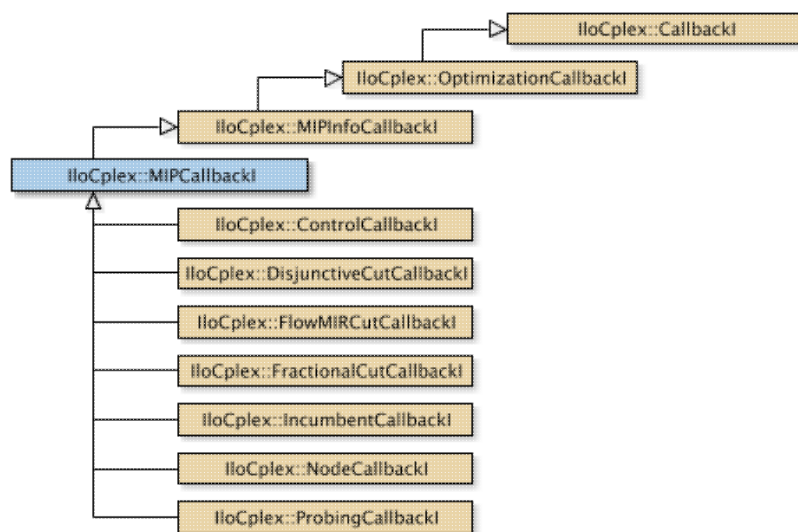 IloCplex::CallbackI
IloCplex::OptimizationCallbackI
IloCplex::MIPInfoCallbackI
IloCplex::MIPCallbackI
IloCplex::ControlCallbackI
IloCplex::DisjunctiveCutCallbackI
IloCplex::FlowMIRCutCallbackI
IloCplex::FractionalCutCallbackI
IloCplex::IncumbentCallbackI
IloCplex::NodeCallbackI
IloCplex::ProbingCallbackI